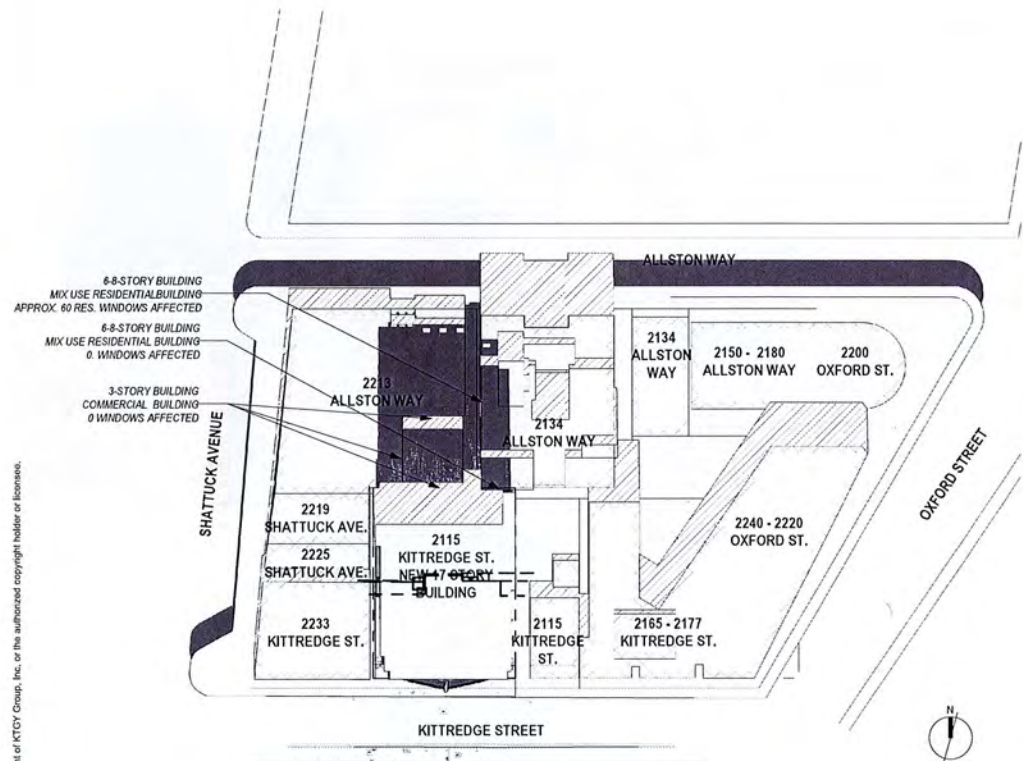 ALLSTON WAY
6-8-STORY BUILDING
MIX USE RESIDENTIALBUILDING
APPROX. 60 RES. WINDOWS AFFECTED
6-8-STORY BUILDING
MIX USE RESIDENTIAL BUILDING
0. WINDOWS AFFECTED
3-STORY BUILDING
COMMERCIAL BUILDING
0 WINDOWS AFFECTED
2213
ALLSTON WAY
2134
ALLSTON WAY
2134
ALLSTON
WAY
2150 - 2180
ALLSTON WAY
2200
OXFORD ST.
SHATTUCK AVENUE
OXFORD STREET
2219
SHATTUCK AVE.
2225
SHATTUCK AVE.
2233
KITTREDGE ST.
2115
KITTREDGE ST.
NEW 17 STORY
BUILDING
2115
KITTREDGE
ST.
2240 - 2220
OXFORD ST.
2165 - 2177
KITTREDGE ST.
KITTREDGE STREET
N
of KTGY Group, Inc. or the authorized copyright holder or licensee.